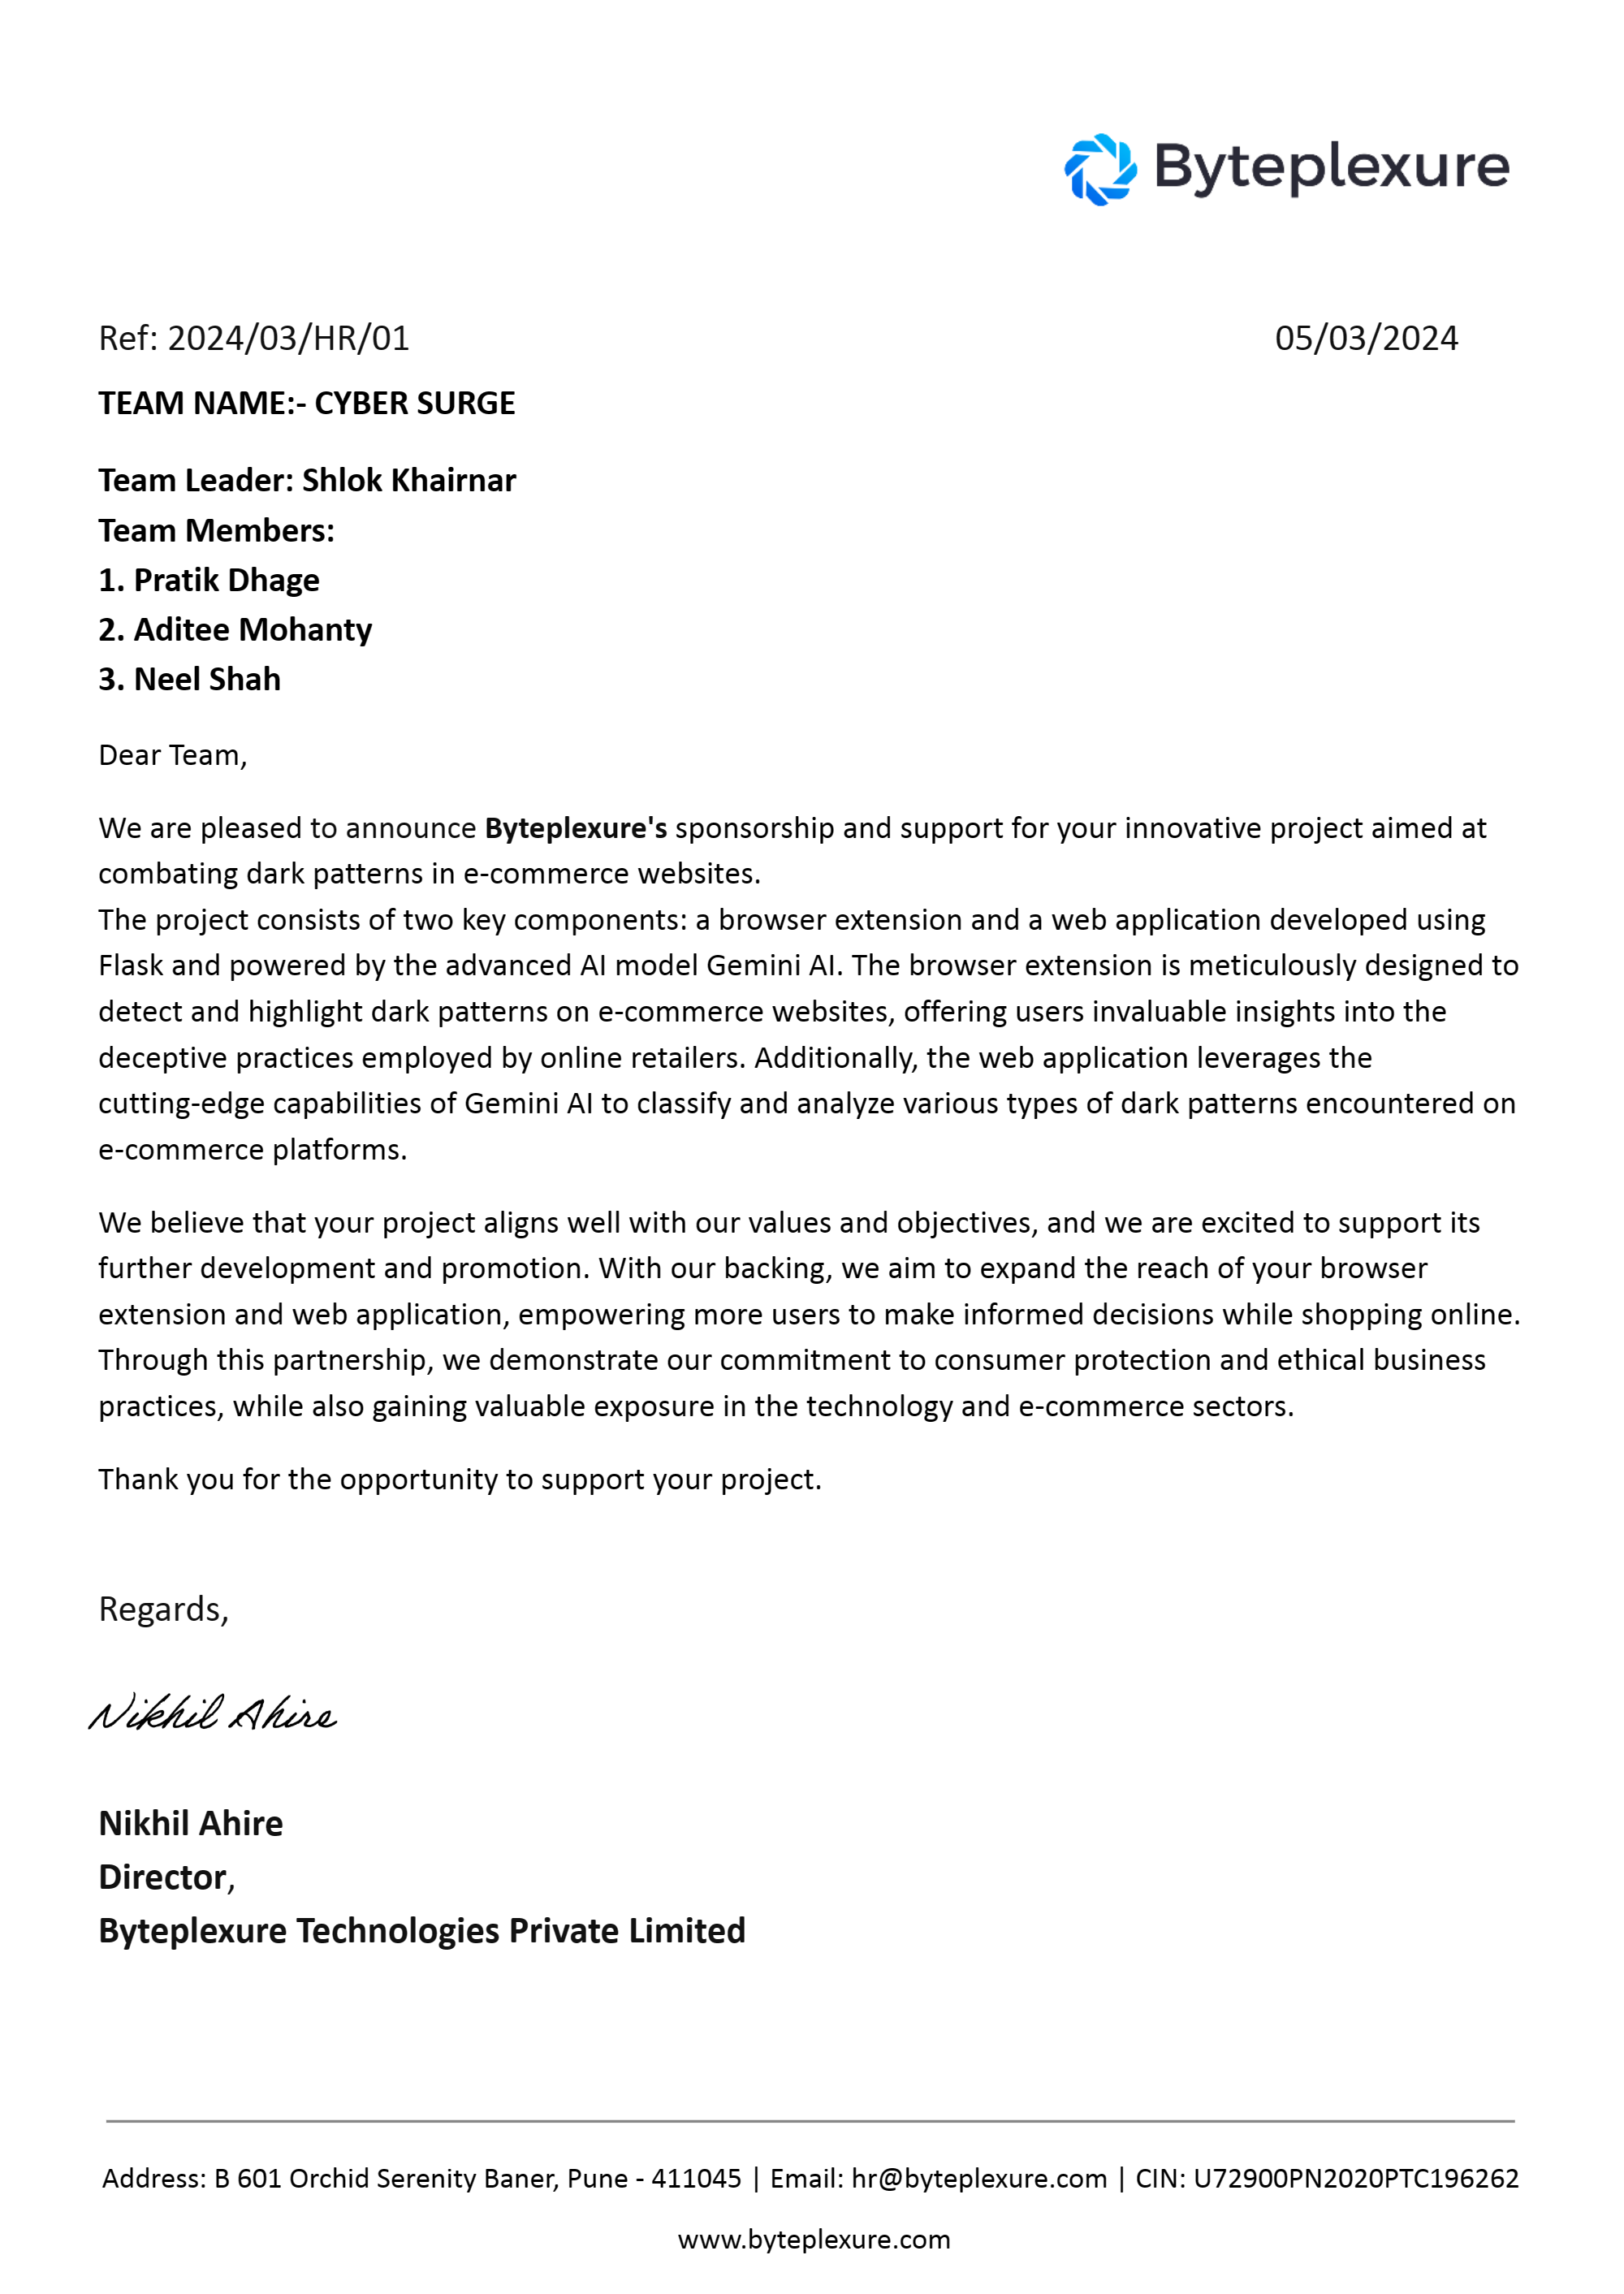 Byteplexure
Ref: 2024/03/HR/01 05/03/2024
TEAM NAME:- CYBER SURGE
Team Leader: Shlok Khairnar
Team Members:
1. Pratik Dhage
2. Aditee Mohanty
3. Neel Shah
Dear Team,
We are pleased to announce Byteplexure's sponsorship and support for your innovative project aimed at
combating dark patterns in e-commerce websites.
The project consists of two key components: a browser extension and a web application developed using
Flask and powered by the advanced AI model Gemini AI. The browser extension is meticulously designed to
detect and highlight dark patterns on e-commerce websites, offering users invaluable insights into the
deceptive practices employed by online retailers. Additionally, the web application leverages the
cutting-edge capabilities of Gemini AI to classify and analyze various types of dark patterns encountered on
e-commerce platforms.
We believe that your project aligns well with our values and objectives, and we are excited to support its
further development and promotion. With our backing, we aim to expand the reach of your browser
extension and web application, empowering more users to make informed decisions while shopping online.
Through this partnership, we demonstrate our commitment to consumer protection and ethical business
practices, while also gaining valuable exposure in the technology and e-commerce sectors.
Thank you for the opportunity to support your project.
Regards,
Nikhil Ahire
Nikhil Ahire
Director,
Byteplexure Technologies Private Limited
Address: B 601 Orchid Serenity Baner, Pune - 411045 | Email: hr@byteplexure.com | CIN: U72900PN2020PTC196262
www.byteplexure.com